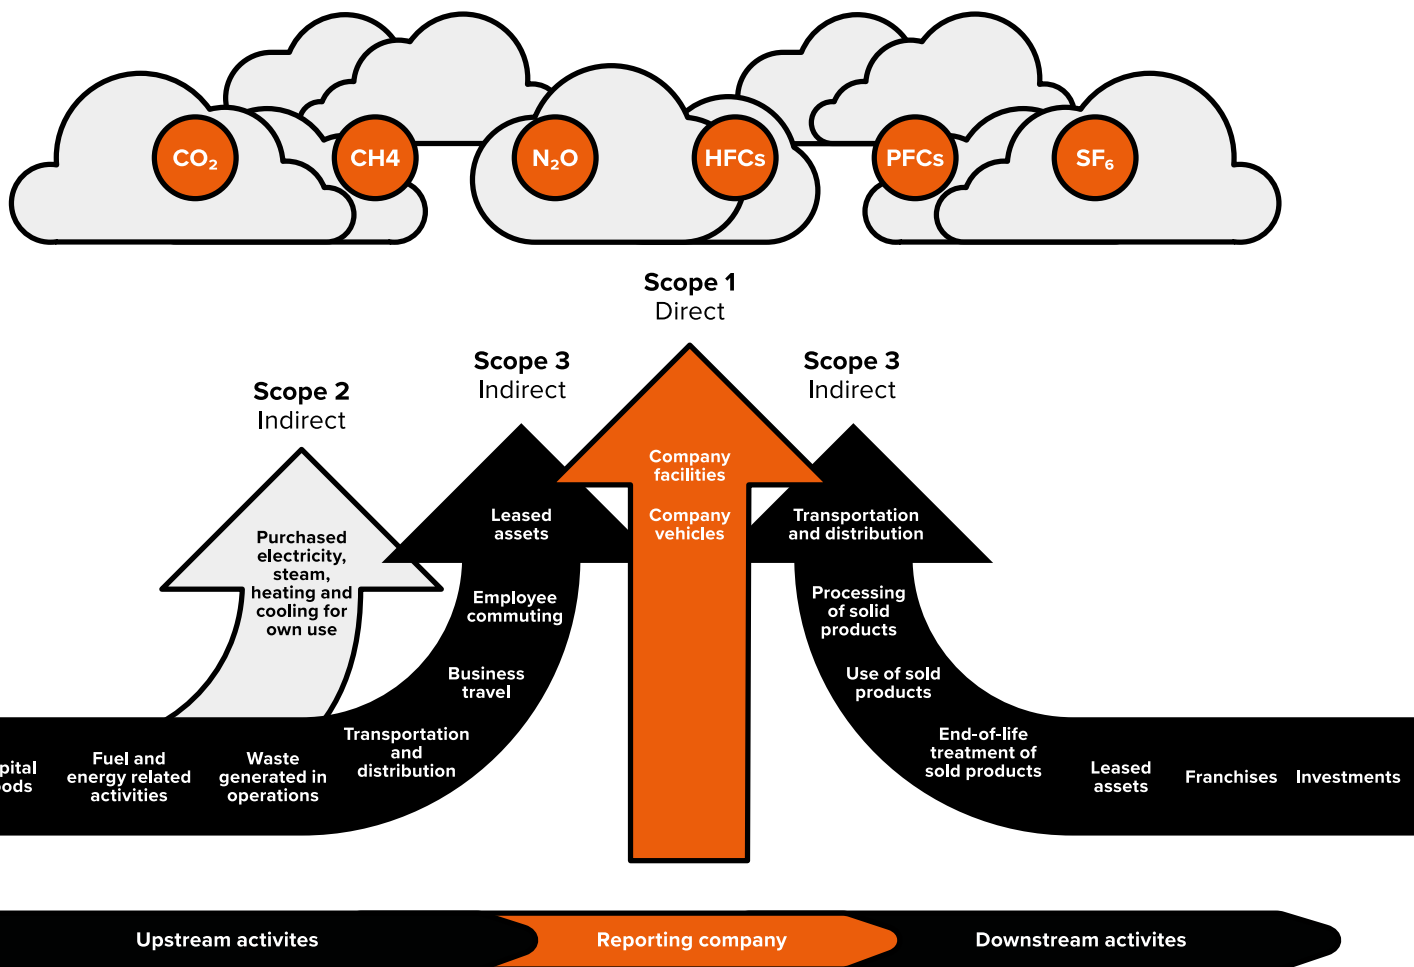 CO₂
CH4
N₂O
HFCs
PFCs
SF₆
Scope 1
Direct
Scope 3
Indirect
Scope 3
Indirect
Scope 2
Indirect
Company
facilities
Company
vehicles
Leased
assets
Transportation
and distribution
Purchased
electricity,
steam,
heating and
cooling for
own use
Employee
commuting
Processing
of solid
products
Business
travel
Use of sold
products
Transportation
and
distribution
End-of-life
treatment of
sold products
pital
ods
Fuel and
energy related
activities
Waste
generated in
operations
Leased
assets
Franchises
Investments
Upstream activites
Reporting company
Downstream activites